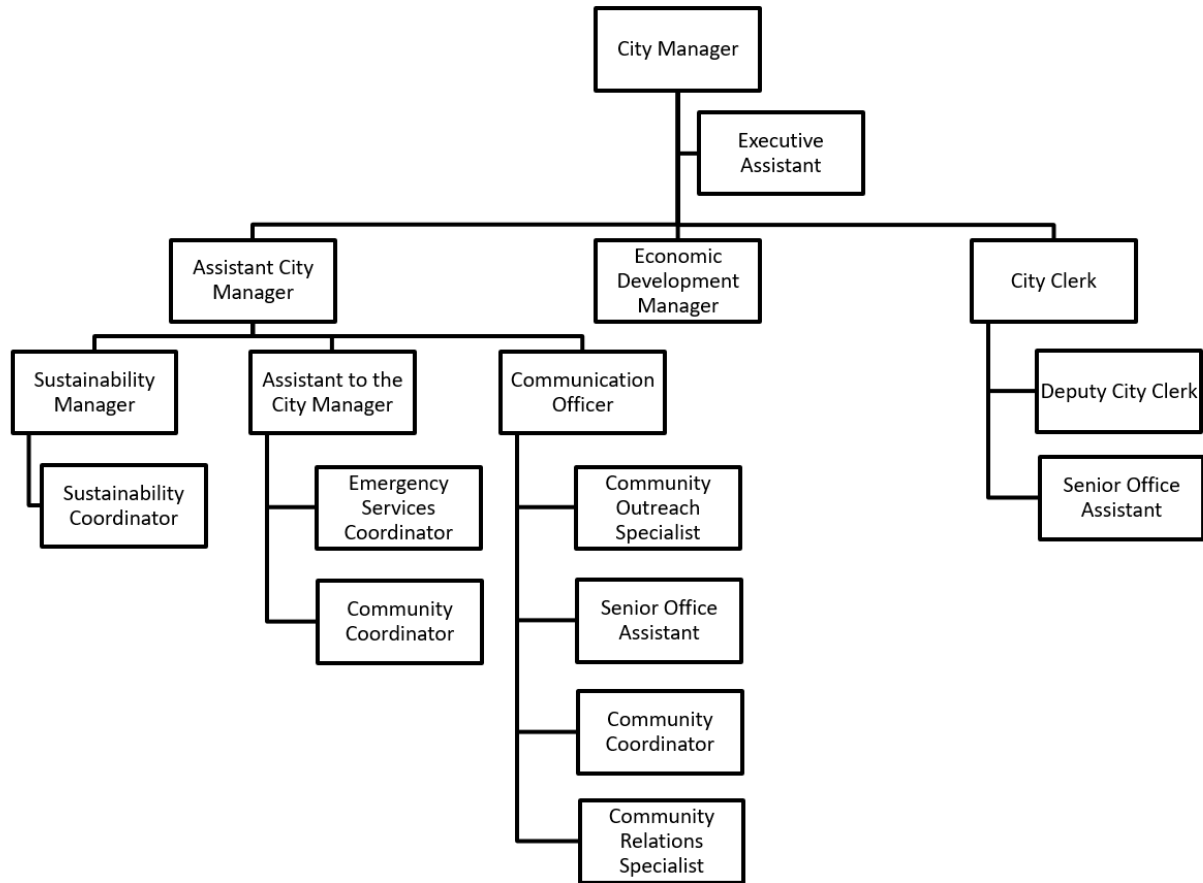 City Manager
Executive
Assistant
Assistant City
Manager
Economic
Development
Manager
City Clerk
Sustainability
Manager
Assistant to the
City Manager
Communication
Officer
Deputy City Clerk
Sustainability
Coordinator
Emergency
Services
Coordinator
Community
Outreach
Specialist
Senior Office
Assistant
Community
Coordinator
Senior Office
Assistant
Community
Coordinator
Community
Relations
Specialist